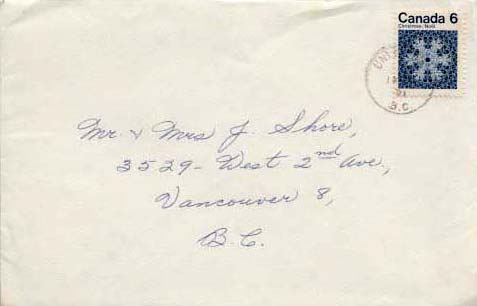 Canada 6
Christmas Noël
B.C.
Mr. & Mrs J. Shore,
3529 - West 2nd Ave.,
Vancouver 8,
B.C.